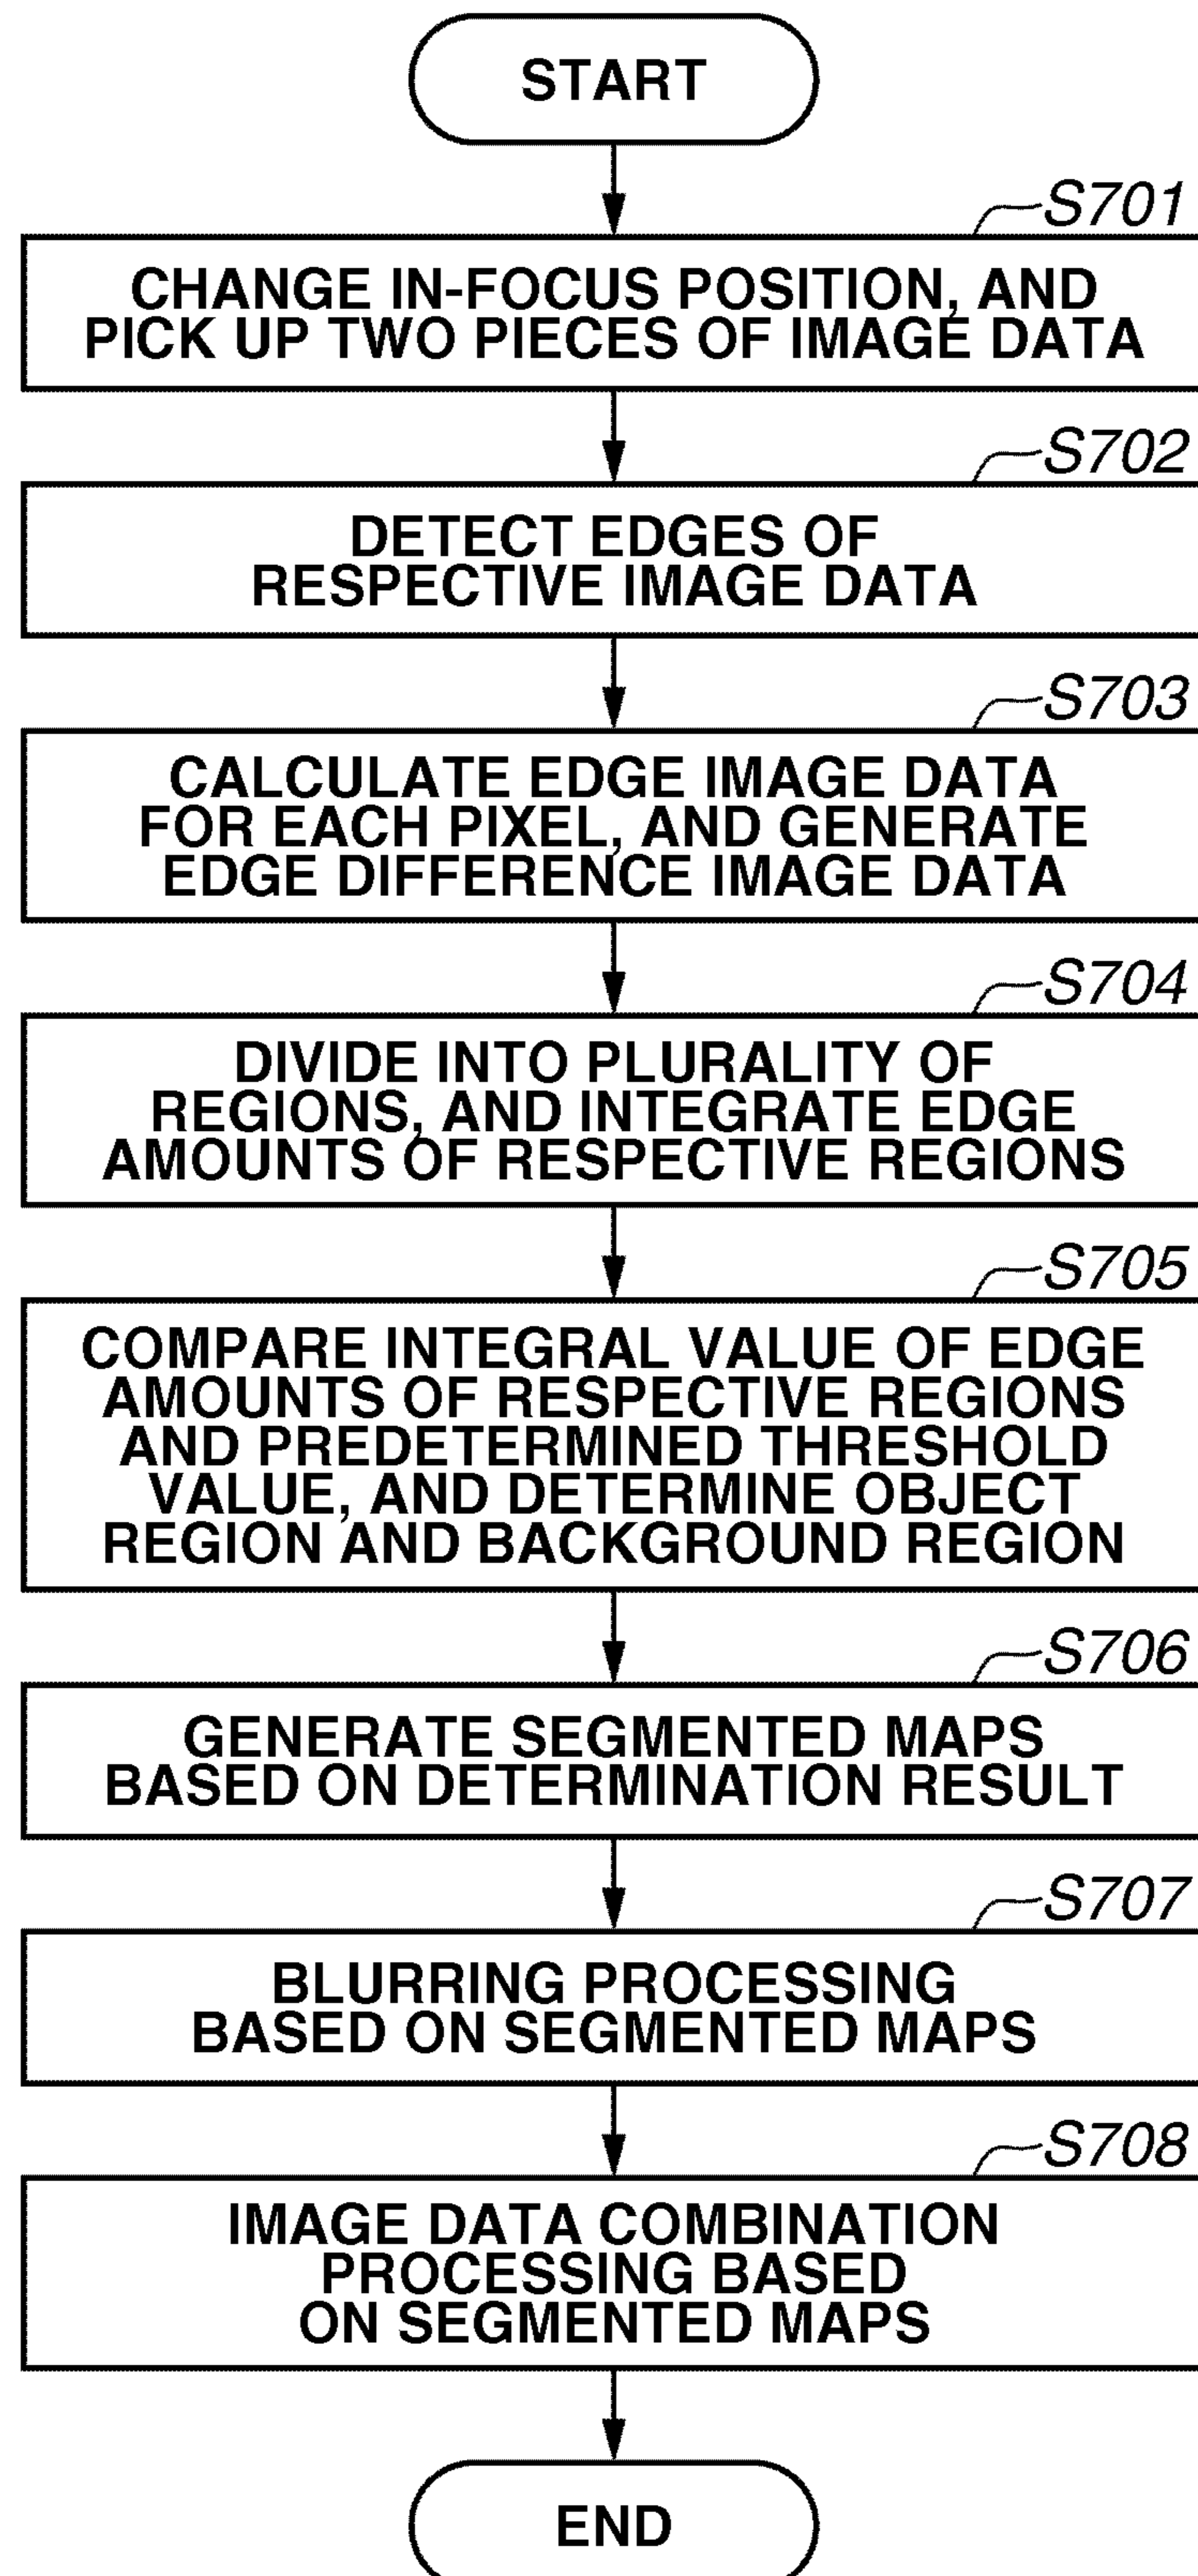 START
S701
CHANGE IN-FOCUS POSITION, AND
PICK UP TWO PIECES OF IMAGE DATA
S702
DETECT EDGES OF
RESPECTIVE IMAGE DATA
S703
CALCULATE EDGE IMAGE DATA
FOR EACH PIXEL, AND GENERATE
EDGE DIFFERENCE IMAGE DATA
S704
DIVIDE INTO PLURALITY OF
REGIONS, AND INTEGRATE EDGE
AMOUNTS OF RESPECTIVE REGIONS
S705
COMPARE INTEGRAL VALUE OF EDGE
AMOUNTS OF RESPECTIVE REGIONS
AND PREDETERMINED THRESHOLD
VALUE, AND DETERMINE OBJECT
REGION AND BACKGROUND REGION
S706
GENERATE SEGMENTED MAPS
BASED ON DETERMINATION RESULT
S707
BLURRING PROCESSING
BASED ON SEGMENTED MAPS
S708
IMAGE DATA COMBINATION
PROCESSING BASED
ON SEGMENTED MAPS
END